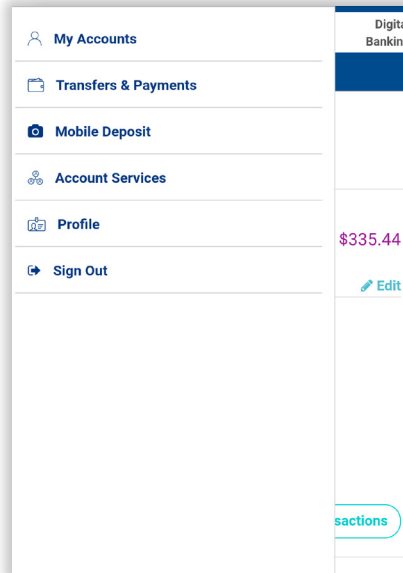 My Accounts
Transfers & Payments
Mobile Deposit
Account Services
Profile
Sign Out
Digita
Bankin
$335.44
Edit
sactions